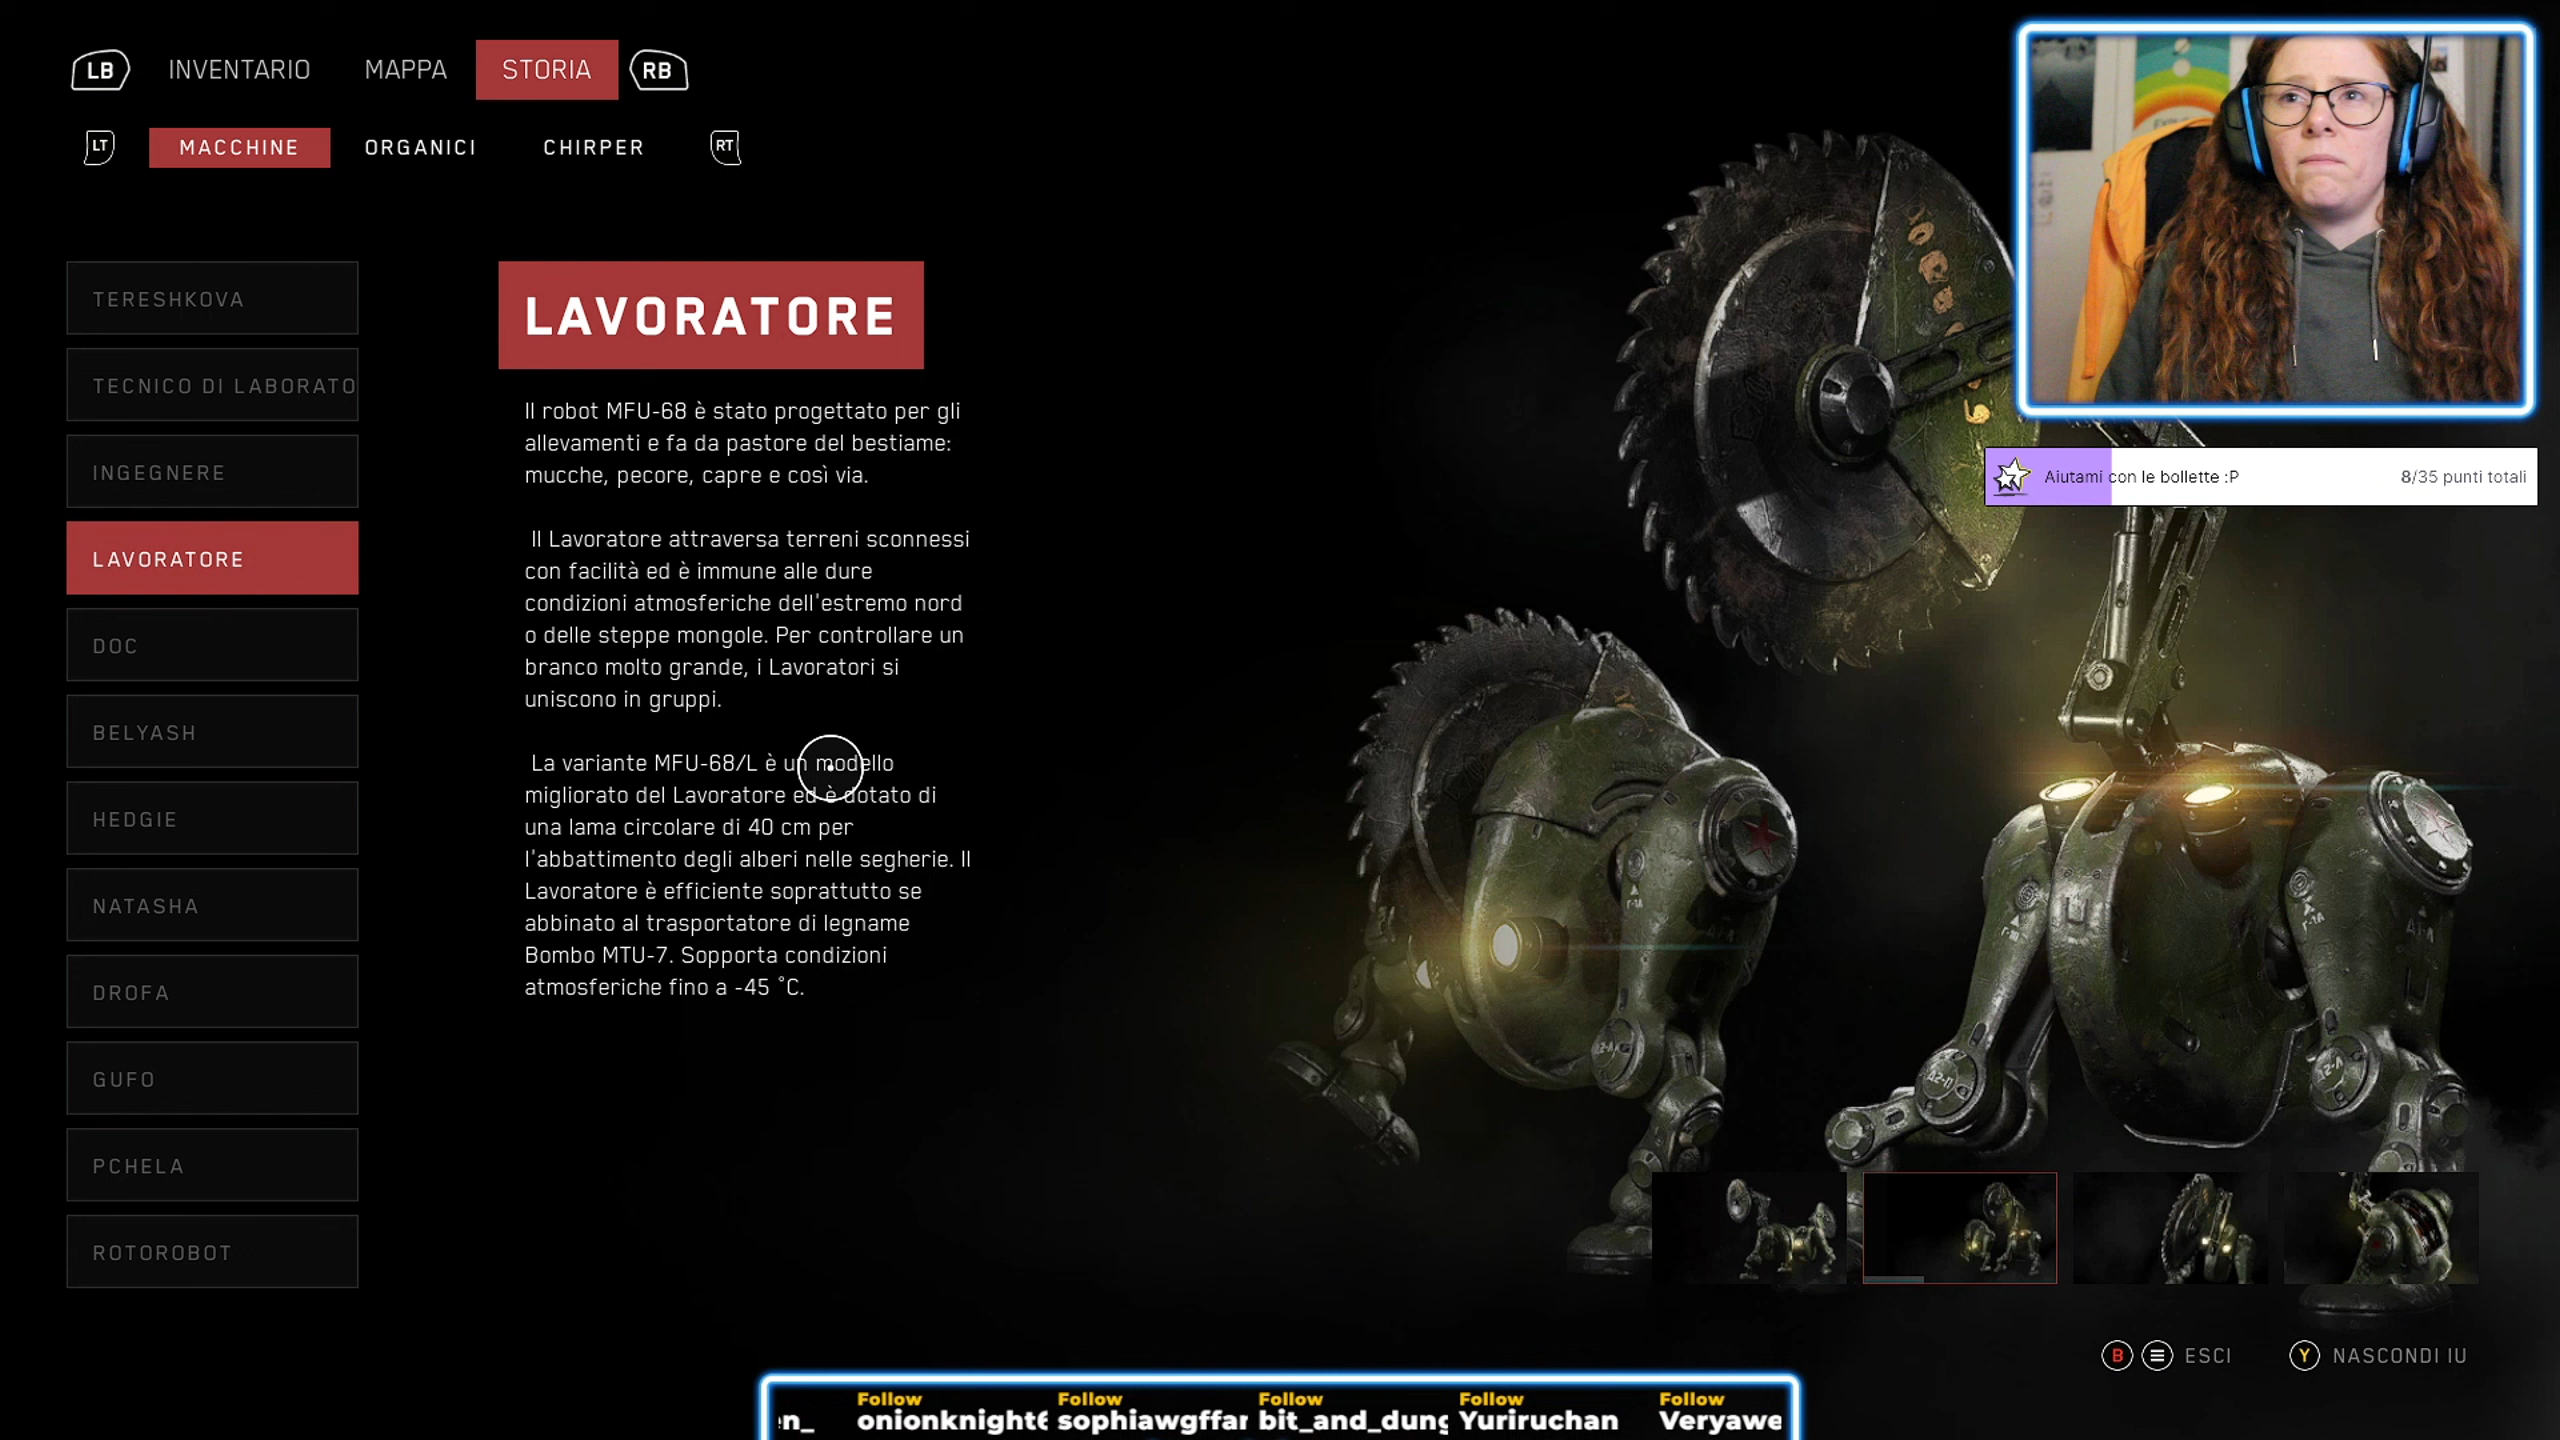 LB INVENTARIO MAPPA STORIA RB
LT MACCHINE ORGANICI CHIRPER RT
TERESHKOVA
TECNICO DI LABORATO
INGEGNERE
LAVORATORE
DOC
BELYASH
HEDGIE
NATASHA
DROFA
GUFO
PCHELA
ROTOROBOT
LAVORATORE
Il robot MFU-68 è stato progettato per gli
allevamenti e fa da pastore del bestiame:
mucche, pecore, capre e così via.
Il Lavoratore attraversa terreni sconnessi
con facilità ed è immune alle dure
condizioni atmosferiche dell'estremo nord
o delle steppe mongole. Per controllare un
branco molto grande, i Lavoratori si
uniscono in gruppi.
La variante MFU-68/L è un modello
migliorato del Lavoratore ed è dotato di
una lama circolare di 40 cm per
l'abbattimento degli alberi nelle segherie. Il
Lavoratore è efficiente soprattutto se
abbinato al trasportatore di legname
Bombo MTU-7. Sopporta condizioni
atmosferiche fino a -45 °C.
Aiutami con le bollette :P 8/35 punti totali
B ESCI Y NASCONDI IU
Follow Follow Follow Follow Follow
en_ onionknight6 sophiawgffar bit_and_dung Yuriruchan Veryawe